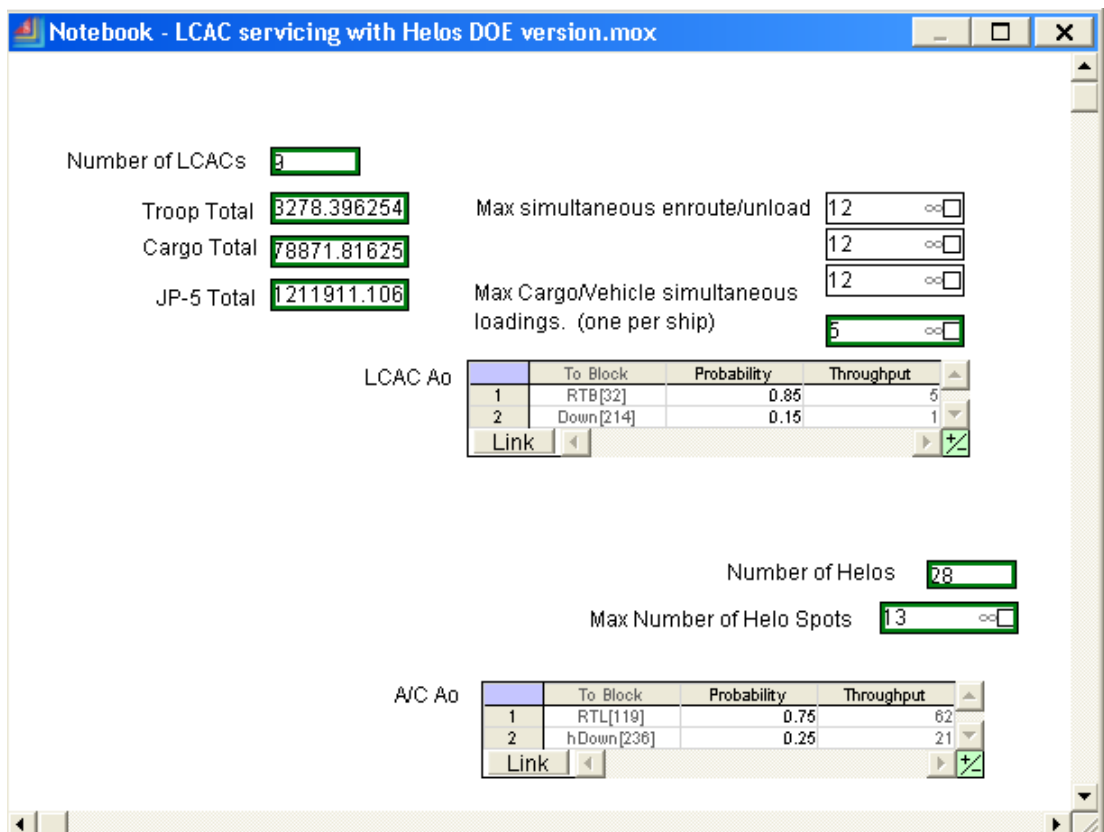 Notebook - LCAC servicing with Helos DOE version.mox
Number of LCACs 9
Troop Total 3278.396254
Max simultaneous enroute/unload 12
Cargo Total 78871.81625
12
JP-5 Total 1211911.106
12
Max Cargo/Vehicle simultaneous
loadings. (one per ship) 5
LCAC Ao
To Block Probability Throughput
1 RTB[32] 0.85 5
2 Down[214] 0.15 1
Link
Number of Helos 28
Max Number of Helo Spots 13
A/C Ao
To Block Probability Throughput
1 RTL[119] 0.75 62
2 hDown[236] 0.25 21
Link